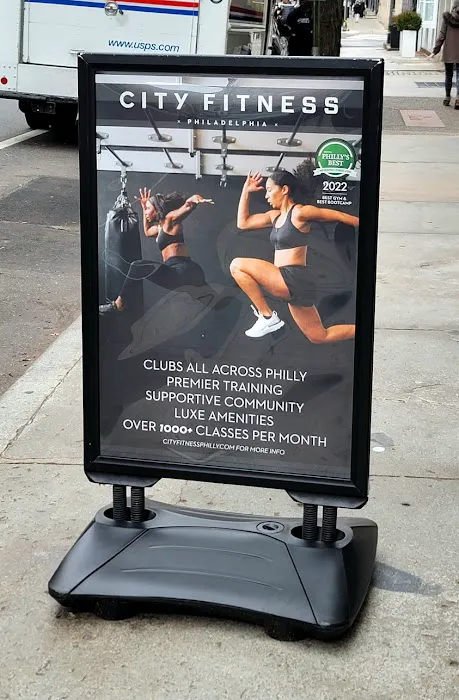 www.usps.com
CITY FITNESS
• PHILADELPHIA •
PHILLY'S
BEST
2022
BEST GYM &
BEST BOOTCAMP
CLUBS ALL ACROSS PHILLY
PREMIER TRAINING
SUPPORTIVE COMMUNITY
LUXE AMENITIES
OVER 1000+ CLASSES PER MONTH
CITYFITNESSPHILLY.COM FOR MORE INFO